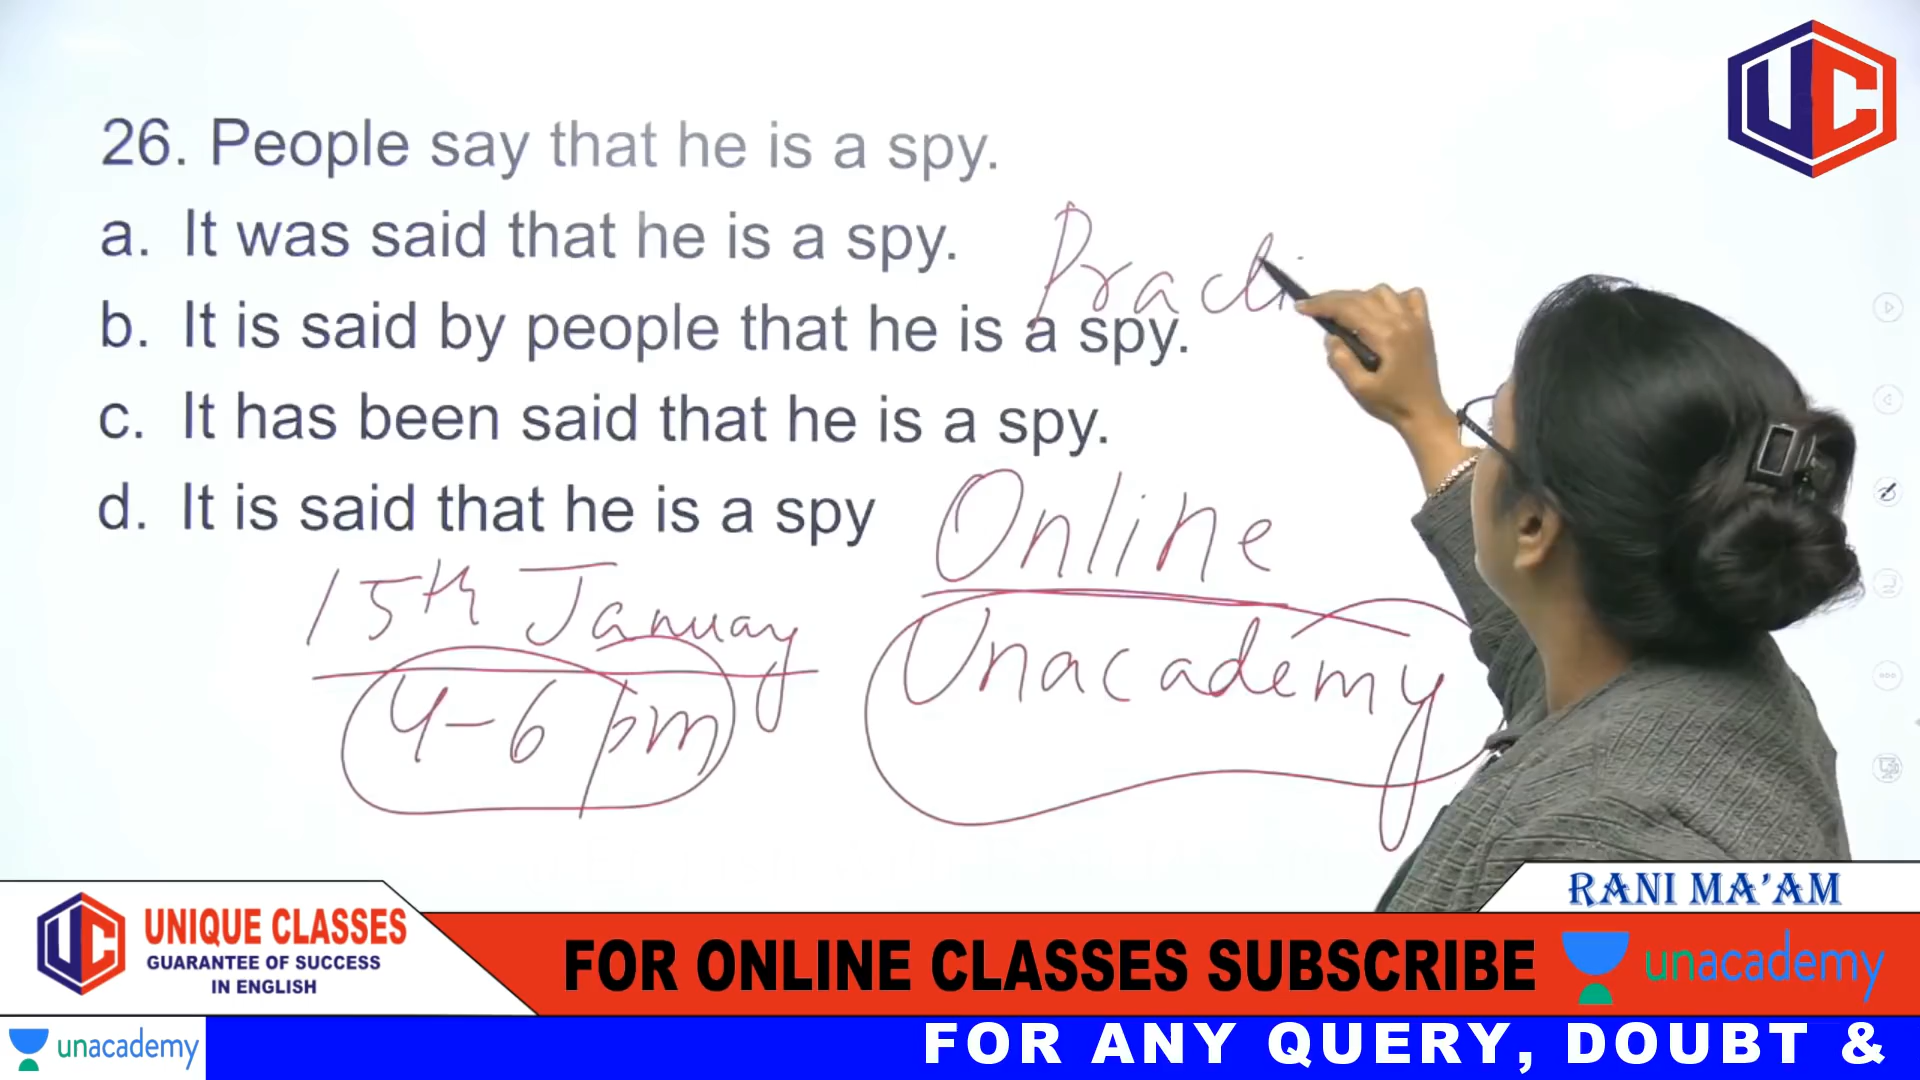 UC
26. People say that he is a spy.
a. It was said that he is a spy.
Practi
b. It is said by people that he is a spy.
c. It has been said that he is a spy.
d. It is said that he is a spy
Online
15th January
Unacademy
4-6 pm
RANI MA'AM
UC
UNIQUE CLASSES
GUARANTEE OF SUCCESS
IN ENGLISH
FOR ONLINE CLASSES SUBSCRIBE
unacademy
unacademy
FOR ANY QUERY, DOUBT &